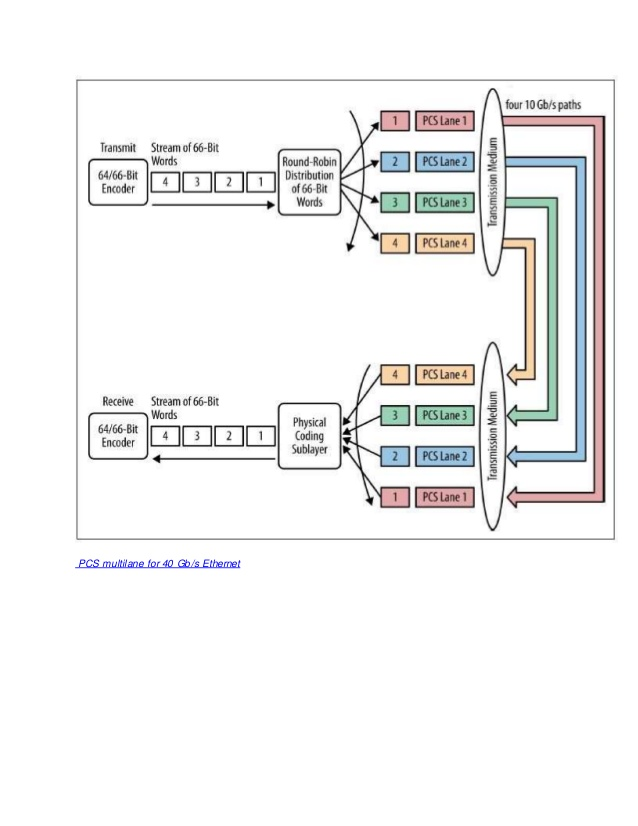 four 10 Gb/s paths
1
PCS Lane 1
Transmit
Stream of 66-Bit
Words
64/66-Bit
Encoder
4
3
2
1
Round-Robin
Distribution
of 66-Bit
Words
2
PCS Lane 2
3
PCS Lane 3
4
PCS Lane 4
Transmission Medium
4
PCS Lane 4
Receive
Stream of 66-Bit
Words
64/66-Bit
Encoder
4
3
2
1
Physical
Coding
Sublayer
3
PCS Lane 3
2
PCS Lane 2
1
PCS Lane 1
Transmission Medium
PCS multilane for 40 Gb/s Ethernet